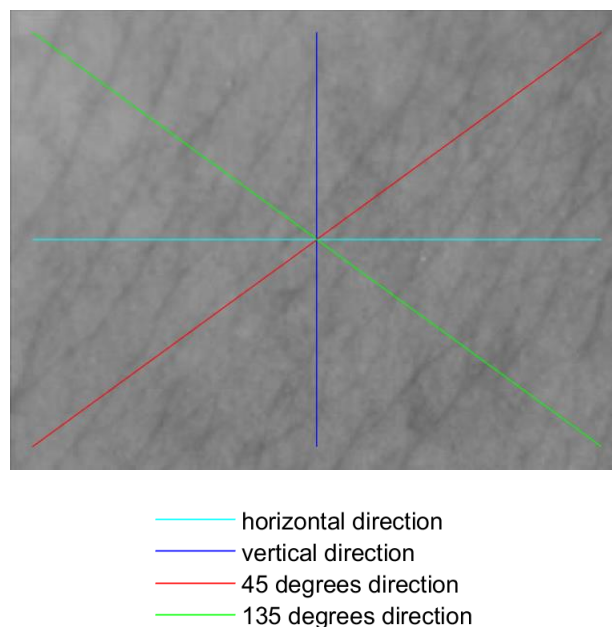 horizontal direction
vertical direction
45 degrees direction
135 degrees direction